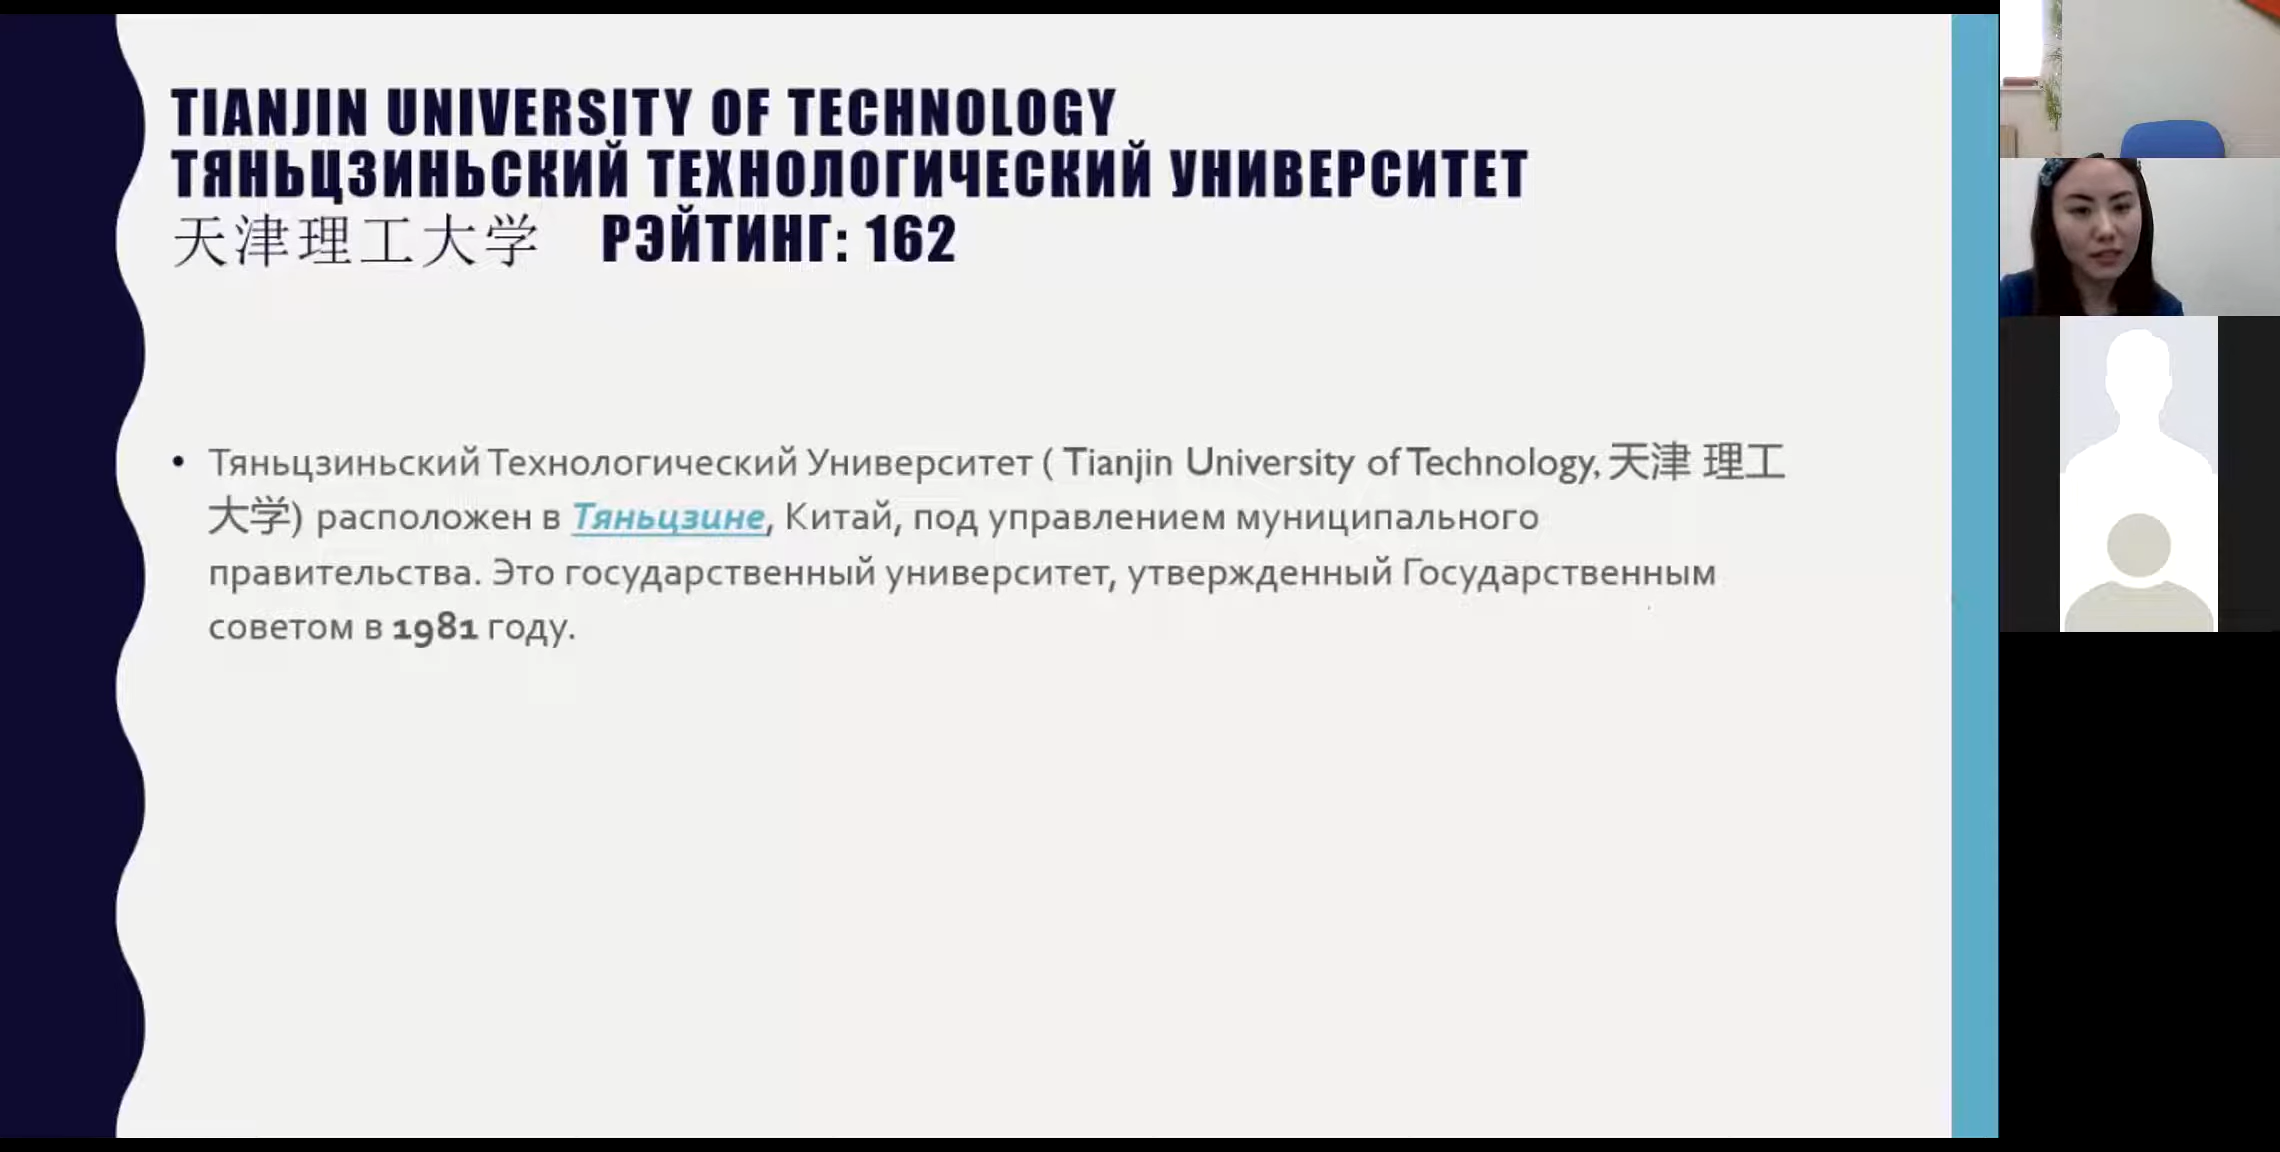 TIANJIN UNIVERSITY OF TECHNOLOGY
ТЯНЬЦЗИНЬСКИЙ ТЕХНОЛОГИЧЕСКИЙ УНИВЕРСИТЕТ
天津理工大学 РЭЙТИНГ: 162
• Тяньцзиньский Технологический Университет ( Tianjin University of Technology, 天津 理工
大学) расположен в Тяньцзине, Китай, под управлением муниципального
правительства. Это государственный университет, утвержденный Государственным
советом в 1981 году.